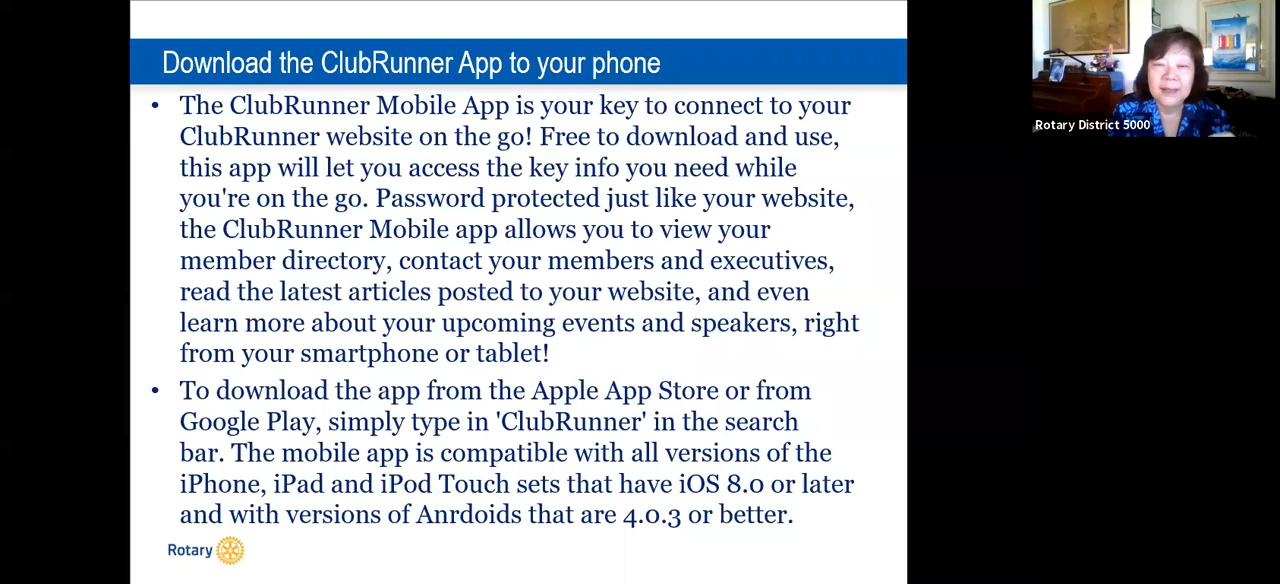 Download the ClubRunner App to your phone
• The ClubRunner Mobile App is your key to connect to your
ClubRunner website on the go! Free to download and use,
this app will let you access the key info you need while
you're on the go. Password protected just like your website,
the ClubRunner Mobile app allows you to view your
member directory, contact your members and executives,
read the latest articles posted to your website, and even
learn more about your upcoming events and speakers, right
from your smartphone or tablet!
• To download the app from the Apple App Store or from
Google Play, simply type in 'ClubRunner' in the search
bar. The mobile app is compatible with all versions of the
iPhone, iPad and iPod Touch sets that have iOS 8.0 or later
and with versions of Anrdoids that are 4.0.3 or better.
Rotary
Rotary District 5000